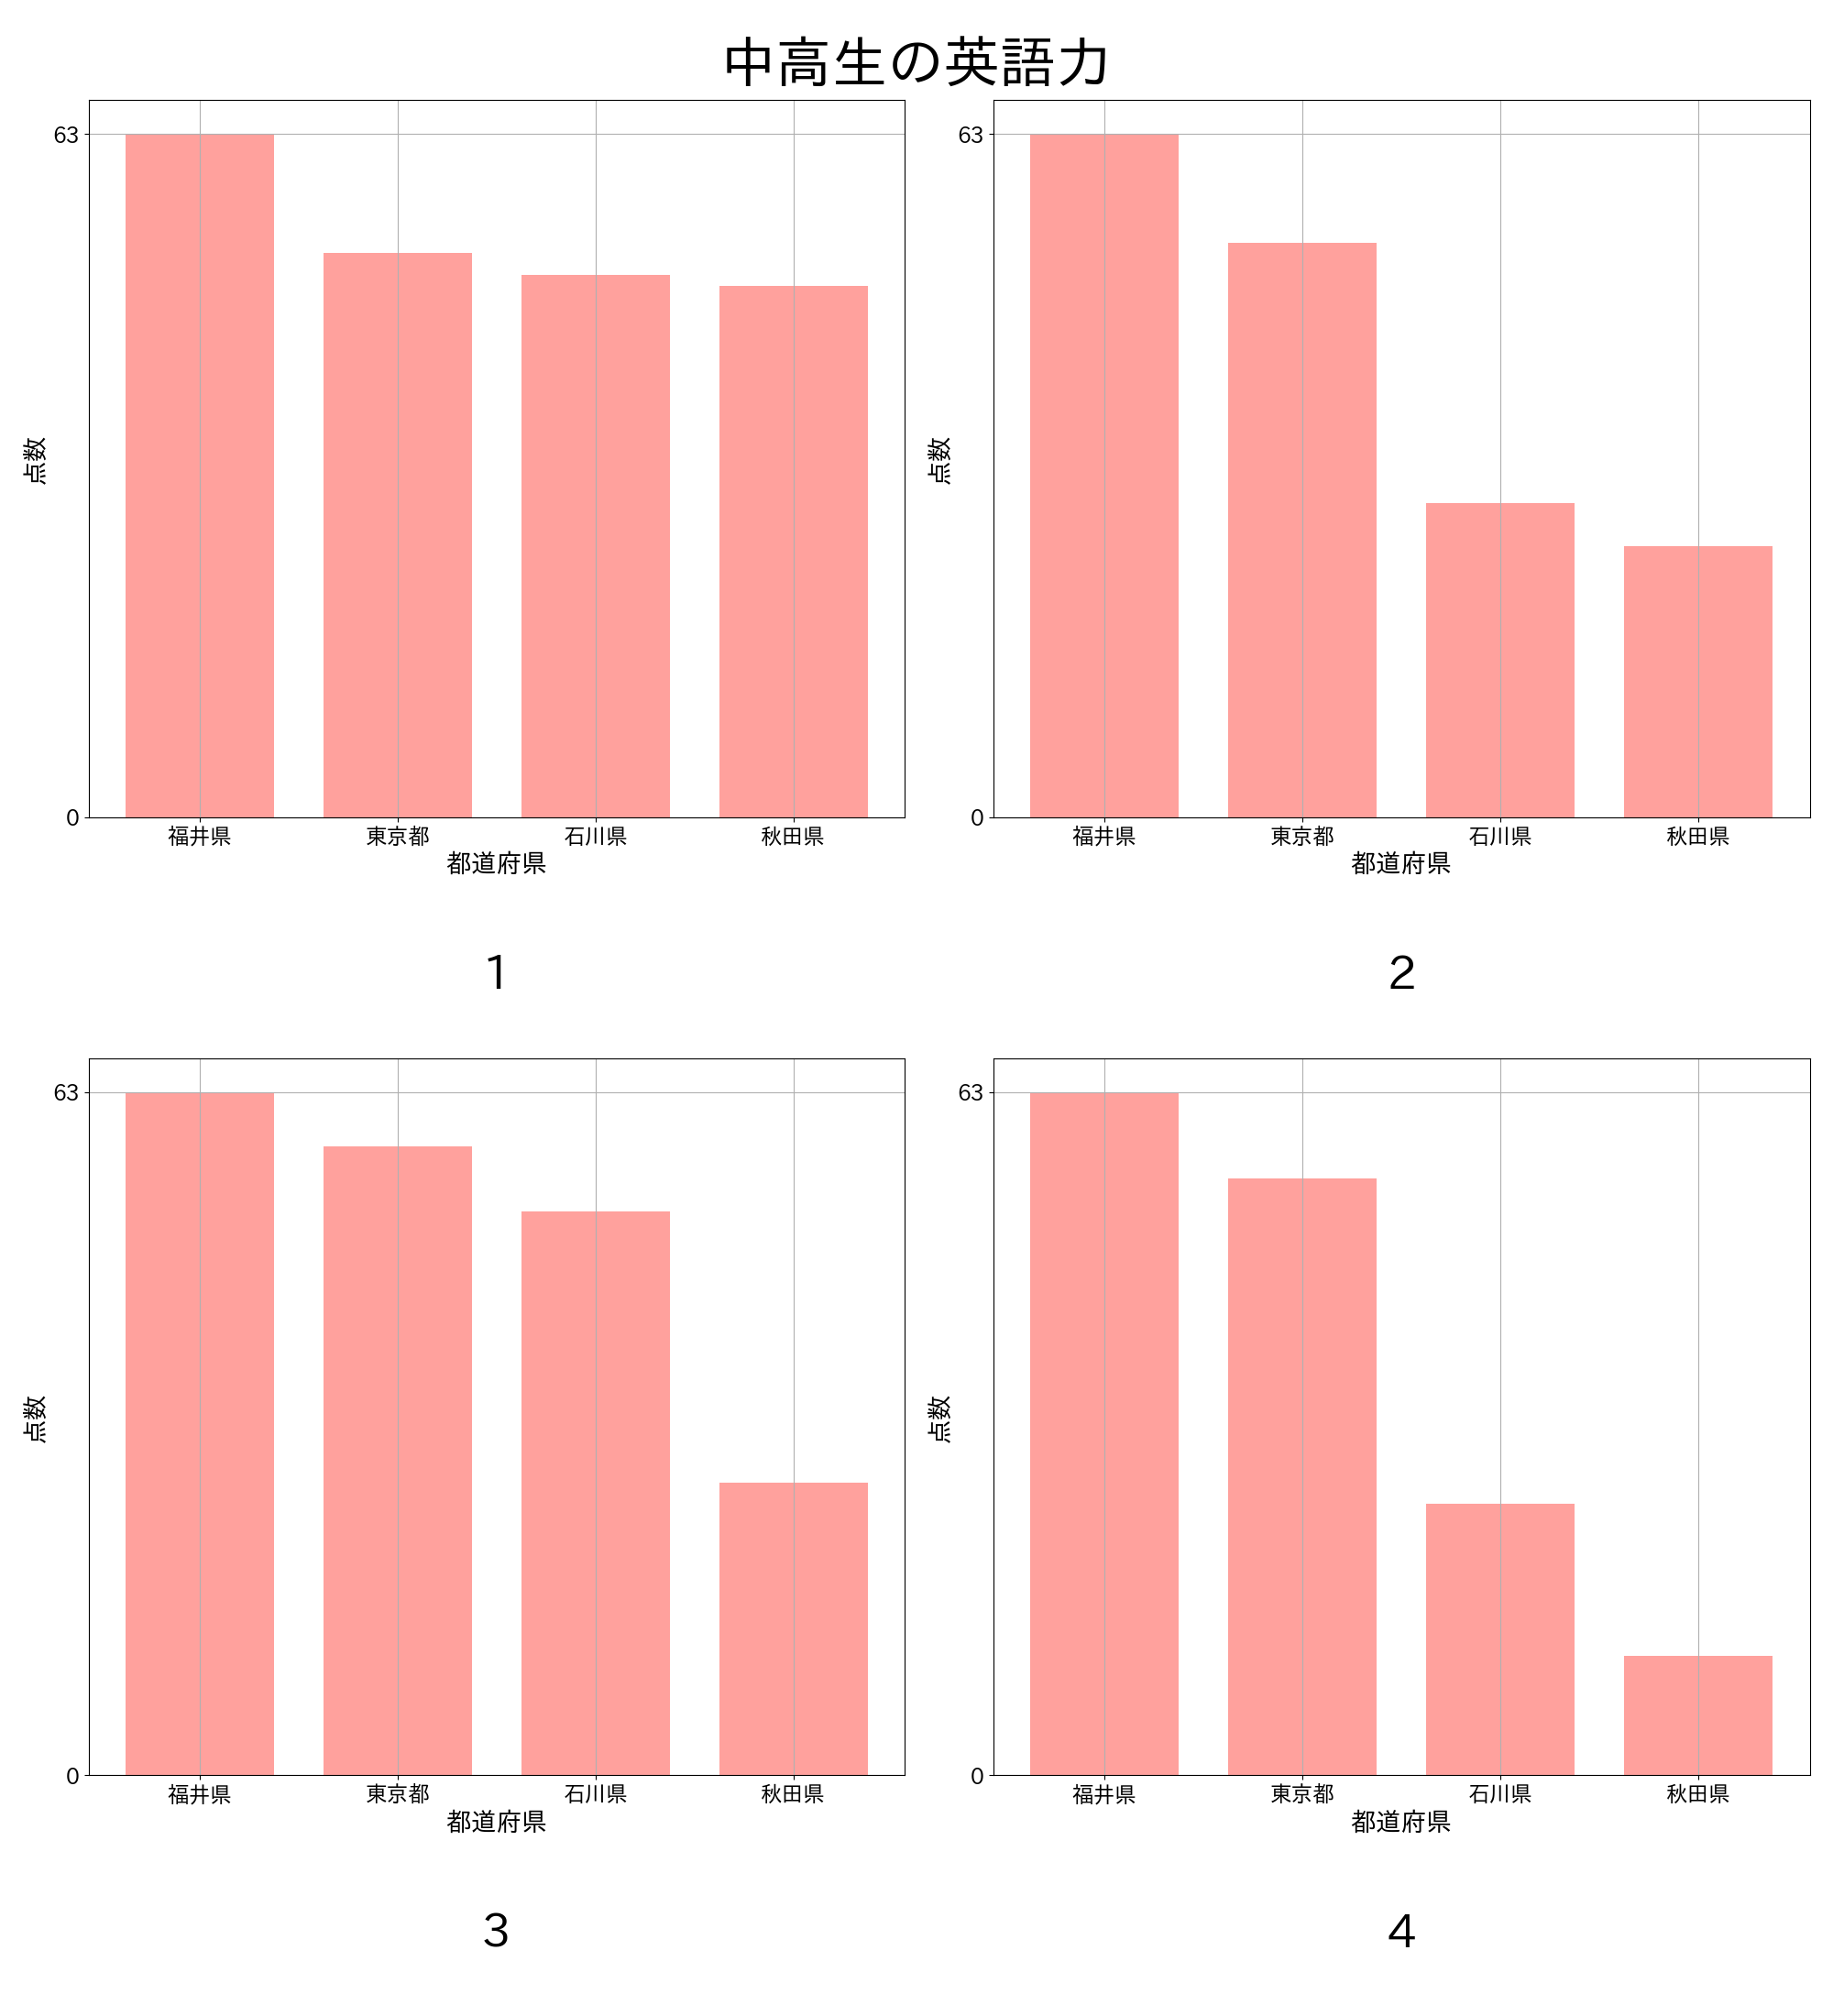 中高生の英語力
63
0
点数
福井県 東京都 石川県 秋田県
都道府県
1
63
0
点数
福井県 東京都 石川県 秋田県
都道府県
2
63
0
点数
福井県 東京都 石川県 秋田県
都道府県
3
63
0
点数
福井県 東京都 石川県 秋田県
都道府県
4